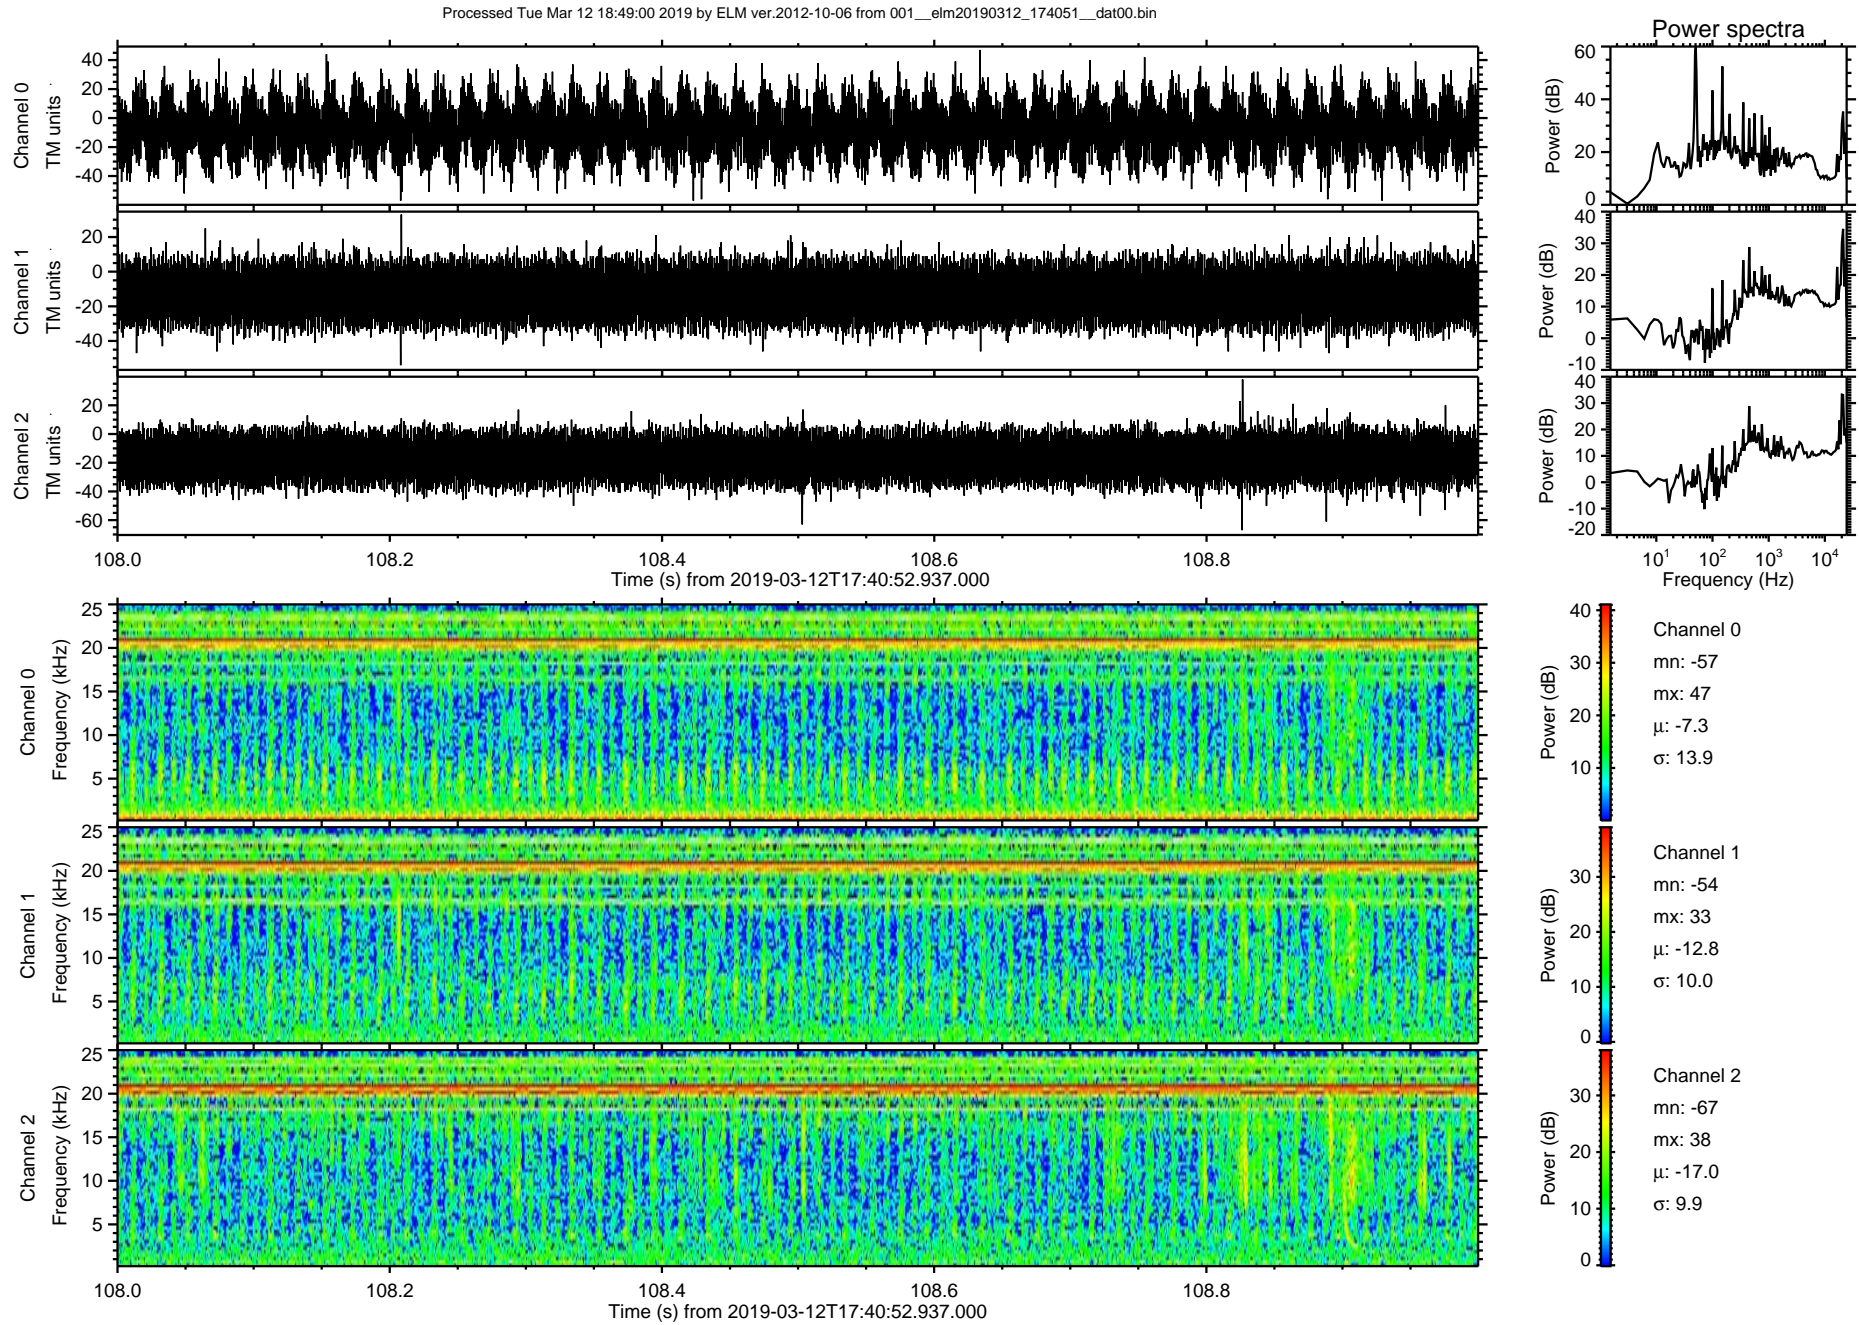 Processed Tue Mar 12 18:49:00 2019 by ELM ver.2012-10-06 from 001__elm20190312_174051__dat00.bin
Power spectra
Channel 0
TM units
40
20
0
-20
-40
Power (dB)
60
40
20
0
Channel 1
TM units
20
0
-20
-40
Power (dB)
40
30
20
10
0
-10
Channel 2
TM units
20
0
-20
-40
-60
Power (dB)
40
30
20
10
0
-10
-20
108.0 108.2 108.4 108.6 108.8
Time (s) from 2019-03-12T17:40:52.937.000
10^1 10^2 10^3 10^4
Frequency (Hz)
Channel 0
Frequency (kHz)
25
20
15
10
5
Power (dB)
40
30
20
10
Channel 0
mn: -57
mx: 47
μ: -7.3
σ: 13.9
Channel 1
Frequency (kHz)
25
20
15
10
5
Power (dB)
30
20
10
0
Channel 1
mn: -54
mx: 33
μ: -12.8
σ: 10.0
Channel 2
Frequency (kHz)
25
20
15
10
5
Power (dB)
30
20
10
0
Channel 2
mn: -67
mx: 38
μ: -17.0
σ: 9.9
108.0 108.2 108.4 108.6 108.8
Time (s) from 2019-03-12T17:40:52.937.000